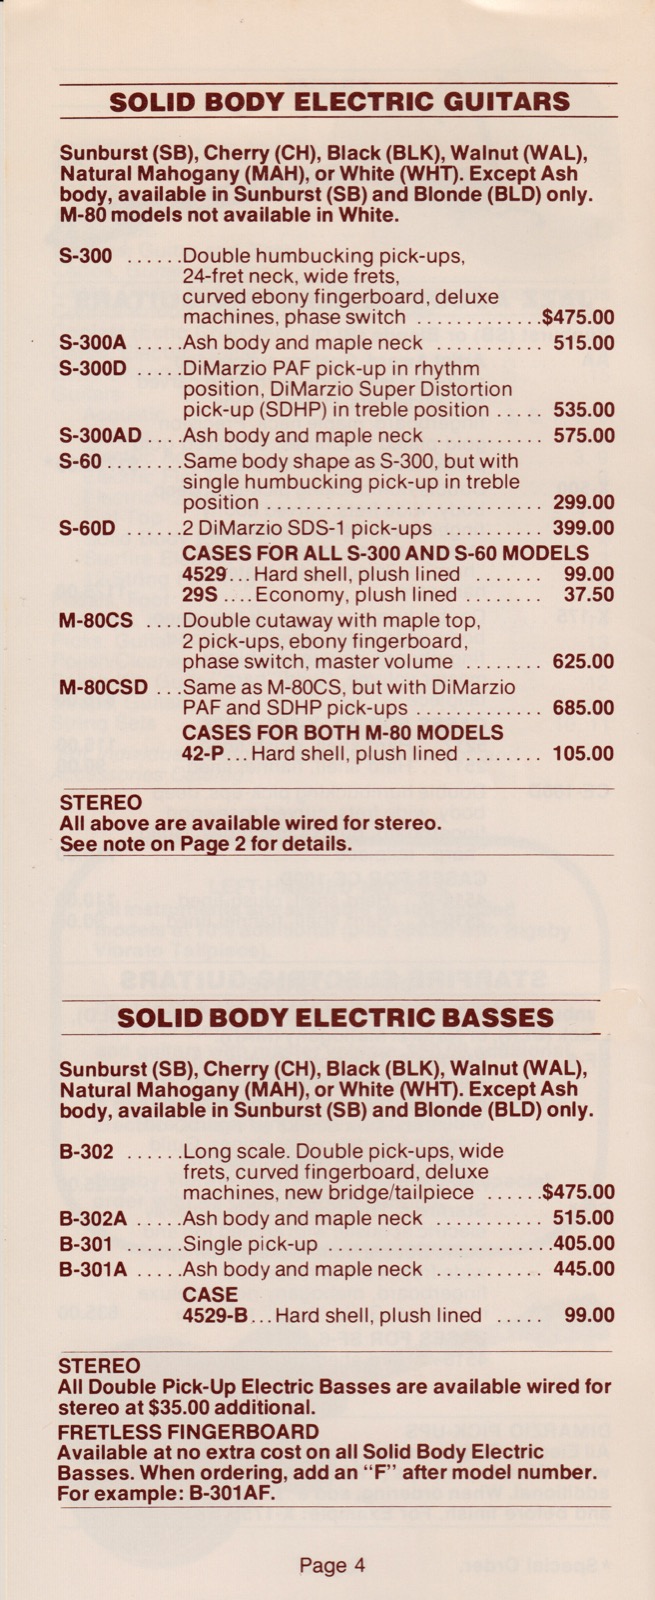 SOLID BODY ELECTRIC GUITARS
Sunburst (SB), Cherry (CH), Black (BLK), Walnut (WAL),
Natural Mahogany (MAH), or White (WHT). Except Ash
body, available in Sunburst (SB) and Blonde (BLD) only.
M-80 models not available in White.
S-300 ......Double humbucking pick-ups,
24-fret neck, wide frets,
curved ebony fingerboard, deluxe
machines, phase switch .............$475.00
S-300A .....Ash body and maple neck ........... 515.00
S-300D .....DiMarzio PAF pick-up in rhythm
position, DiMarzio Super Distortion
pick-up (SDHP) in treble position ..... 535.00
S-300AD ....Ash body and maple neck ........... 575.00
S-60 ........Same body shape as S-300, but with
single humbucking pick-up in treble
position ........................... 299.00
S-60D ......2 DiMarzio SDS-1 pick-ups .......... 399.00
CASES FOR ALL S-300 AND S-60 MODELS
4529... Hard shell, plush lined ....... 99.00
29S .... Economy, plush lined ........ 37.50
M-80CS ....Double cutaway with maple top,
2 pick-ups, ebony fingerboard,
phase switch, master volume ........ 625.00
M-80CSD ...Same as M-80CS, but with DiMarzio
PAF and SDHP pick-ups ............ 685.00
CASES FOR BOTH M-80 MODELS
42-P... Hard shell, plush lined ........ 105.00
STEREO
All above are available wired for stereo.
See note on Page 2 for details.
SOLID BODY ELECTRIC BASSES
Sunburst (SB), Cherry (CH), Black (BLK), Walnut (WAL),
Natural Mahogany (MAH), or White (WHT). Except Ash
body, available in Sunburst (SB) and Blonde (BLD) only.
B-302 ......Long scale. Double pick-ups, wide
frets, curved fingerboard, deluxe
machines, new bridge/tailpiece ......$475.00
B-302A .....Ash body and maple neck ........... 515.00
B-301 ......Single pick-up .......................405.00
B-301A .....Ash body and maple neck ........... 445.00
CASE
4529-B... Hard shell, plush lined ..... 99.00
STEREO
All Double Pick-Up Electric Basses are available wired for
stereo at $35.00 additional.
FRETLESS FINGERBOARD
Available at no extra cost on all Solid Body Electric
Basses. When ordering, add an "F" after model number.
For example: B-301AF.
Page 4